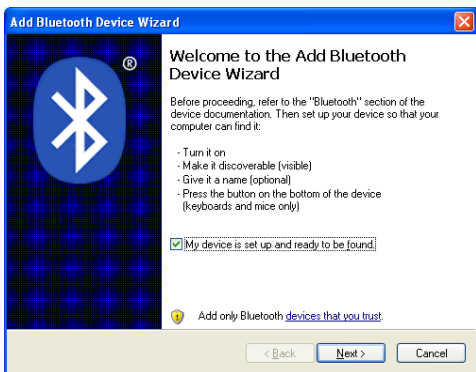 Add Bluetooth Device Wizard
®
Welcome to the Add Bluetooth
Device Wizard
Before proceeding, refer to the "Bluetooth" section of the
device documentation. Then set up your device so that your
computer can find it:
- Turn it on
- Make it discoverable (visible)
- Give it a name (optional)
- Press the button on the bottom of the device
(keyboards and mice only)
My device is set up and ready to be found.
Add only Bluetooth devices that you trust.
< Back Next > Cancel